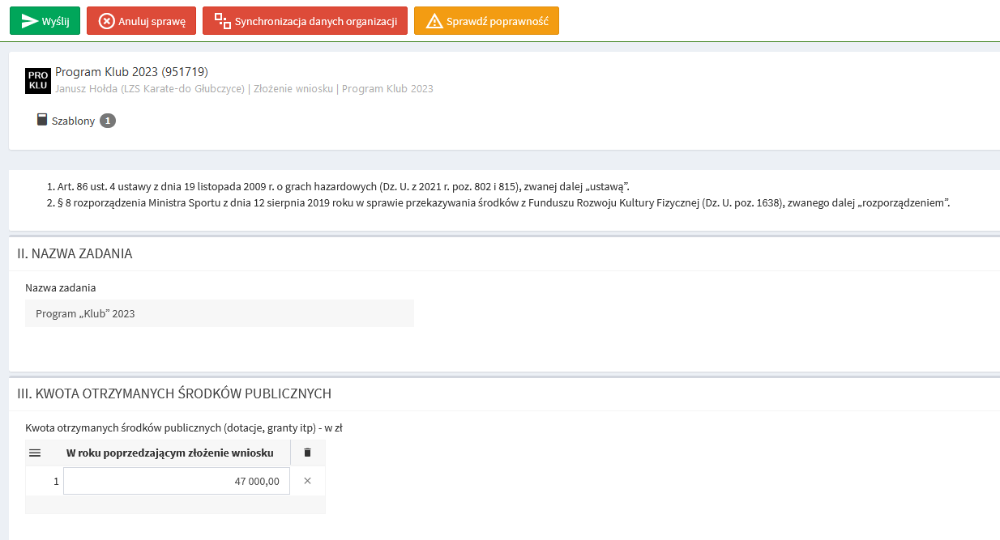 Wyślij
Anuluj sprawę
Synchronizacja danych organizacji
Sprawdź poprawność
PRO
KLU
Program Klub 2023 (951719)
Janusz Hołda (LZS Karate-do Głubczyce) | Złożenie wniosku | Program Klub 2023
Szablony 1
1. Art. 86 ust. 4 ustawy z dnia 19 listopada 2009 r. o grach hazardowych (Dz. U. z 2021 r. poz. 802 i 815), zwanej dalej „ustawą”.
2. § 8 rozporządzenia Ministra Sportu z dnia 12 sierpnia 2019 roku w sprawie przekazywania środków z Funduszu Rozwoju Kultury Fizycznej (Dz. U. poz. 1638), zwanego dalej „rozporządzeniem”.
II. NAZWA ZADANIA
Nazwa zadania
Program „Klub” 2023
III. KWOTA OTRZYMANYCH ŚRODKÓW PUBLICZNYCH
Kwota otrzymanych środków publicznych (dotacje, granty itp) - w zł
W roku poprzedzającym złożenie wniosku
1 47 000,00